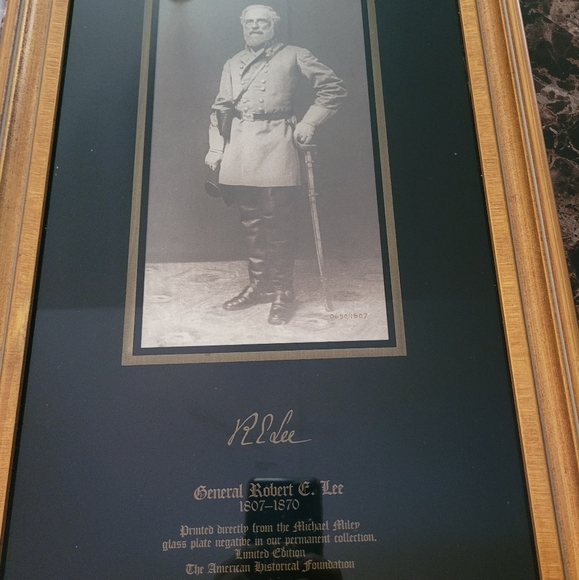 R E Lee
General Robert E. Lee
1807–1870
Printed directly from the Michael Miley
glass plate negative in our permanent collection.
Limited Edition
The American Historical Foundation